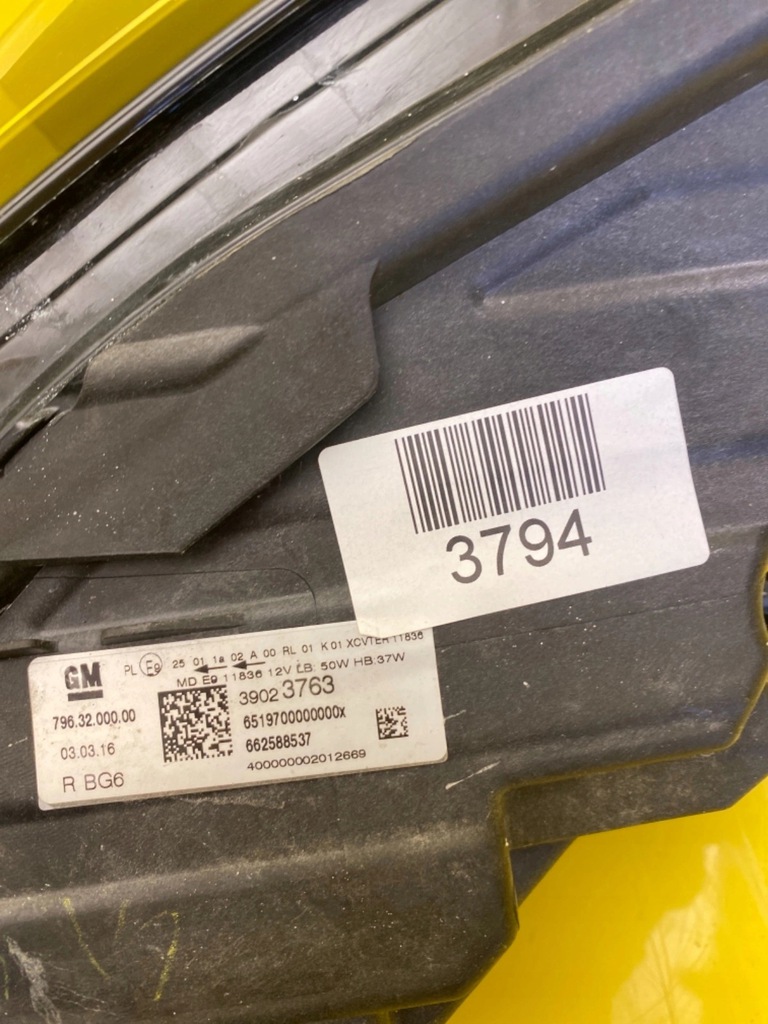 3794
GM
PL E9 25 01 1a 02 A 00 RL 01 K 01 XCVTER 11836
MD E9 11836 12V LB: 50W HB:37W
3902 3763
796.32.000.00
6519700000000x
03.03.16
662588537
R BG6
400000002012669